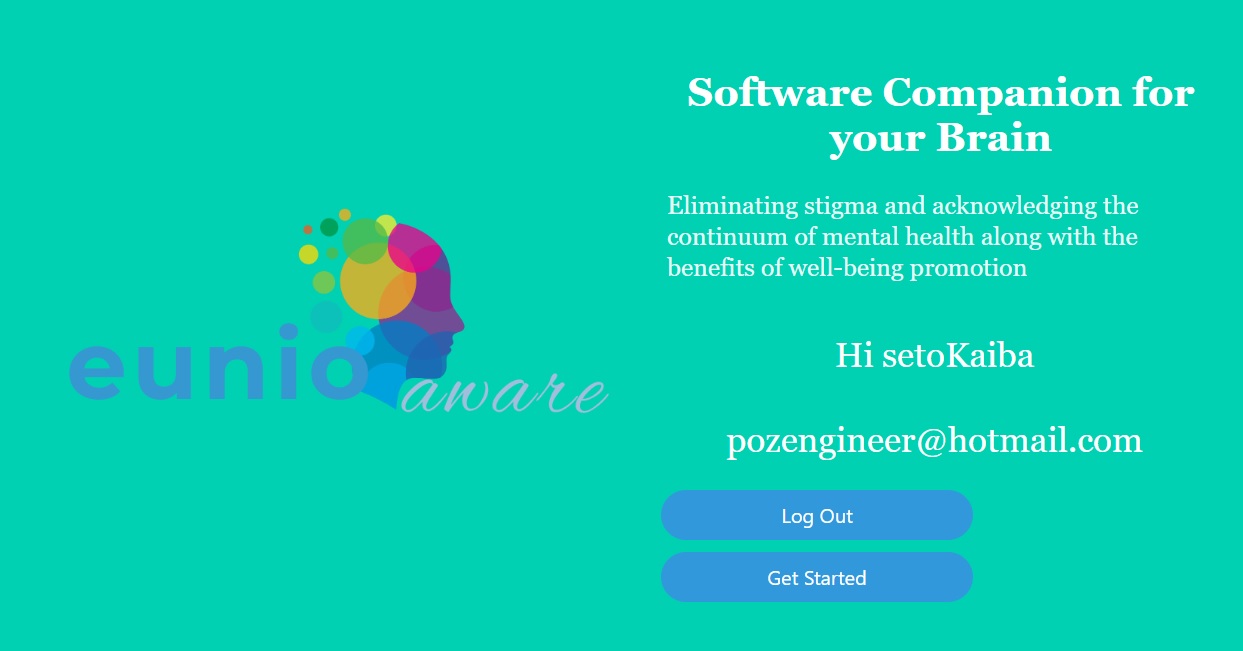 eunio
aware
Software Companion for
your Brain
Eliminating stigma and acknowledging the
continuum of mental health along with the
benefits of well-being promotion
Hi setoKaiba
pozengineer@hotmail.com
Log Out
Get Started